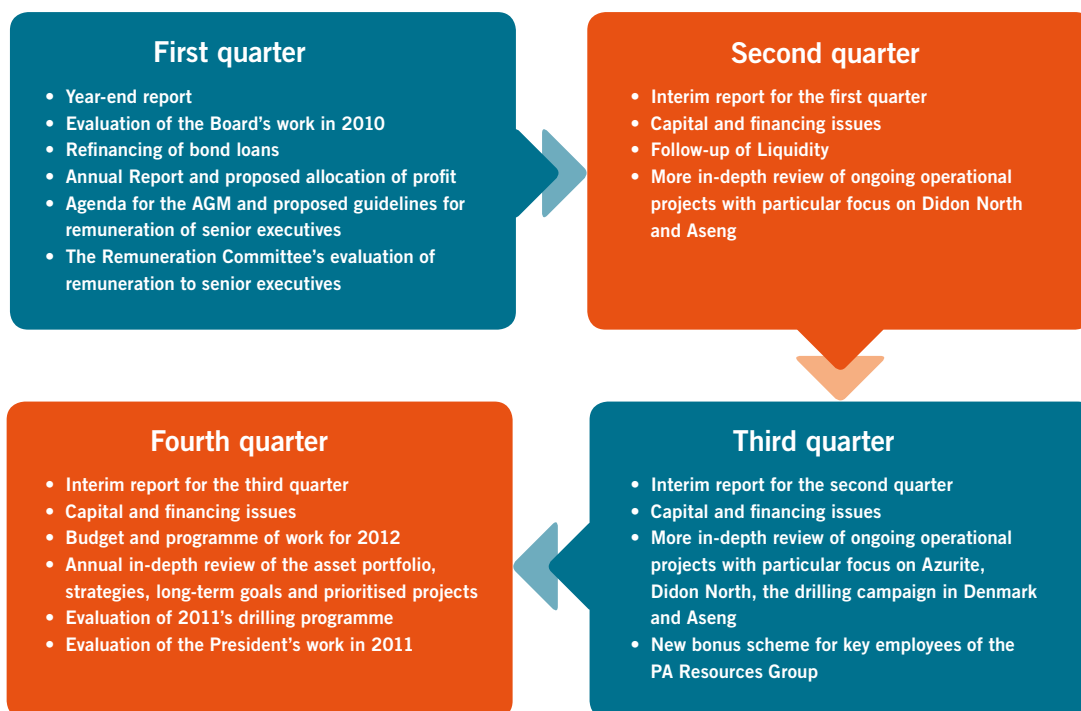 First quarter
• Year-end report
• Evaluation of the Board's work in 2010
• Refinancing of bond loans
• Annual Report and proposed allocation of profit
• Agenda for the AGM and proposed guidelines for
remuneration of senior executives
• The Remuneration Committee's evaluation of
remuneration to senior executives
Second quarter
• Interim report for the first quarter
• Capital and financing issues
• Follow-up of Liquidity
• More in-depth review of ongoing operational
projects with particular focus on Didon North
and Aseng
Third quarter
• Interim report for the second quarter
• Capital and financing issues
• More in-depth review of ongoing operational
projects with particular focus on Azurite,
Didon North, the drilling campaign in Denmark
and Aseng
• New bonus scheme for key employees of the
PA Resources Group
Fourth quarter
• Interim report for the third quarter
• Capital and financing issues
• Budget and programme of work for 2012
• Annual in-depth review of the asset portfolio,
strategies, long-term goals and prioritised projects
• Evaluation of 2011's drilling programme
• Evaluation of the President's work in 2011